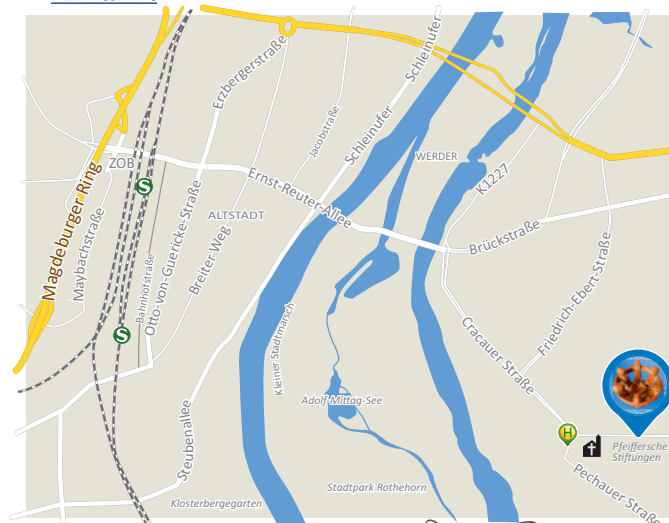 Erzbergerstraße
Schleinufer
Jacobstraße
Schleinufer
WERDER
ZOB
S
K1227
Ernst-Reuter-Allee
Magdeburger Ring
Maybachstraße
ALTSTADT
Otto-von-Guericke-Straße
Breiter Weg
Bahnhofstraße
Brückstraße
Friedrich-Ebert-Straße
S
Kleiner Stadtmarsch
Cracauer Straße
Adolf-Mittag-See
H
Pfeiffersche
Stiftungen
Steubenallee
Pechauer Straße
Stadtpark Rothehorn
Klosterbergegarten